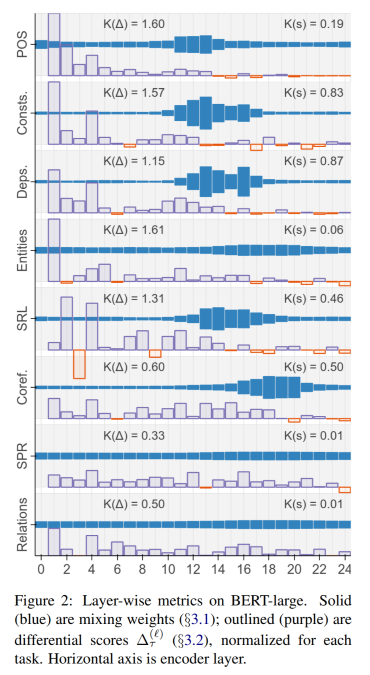 K(Δ) = 1.60 K(s) = 0.19
POS
K(Δ) = 1.57 K(s) = 0.83
Consts.
K(Δ) = 1.15 K(s) = 0.87
Deps.
K(Δ) = 1.61 K(s) = 0.06
Entities
K(Δ) = 1.31 K(s) = 0.46
SRL
K(Δ) = 0.60 K(s) = 0.50
Coref.
K(Δ) = 0.33 K(s) = 0.01
SPR
K(Δ) = 0.50 K(s) = 0.01
Relations
0 2 4 6 8 10 12 14 16 18 20 22 24
Figure 2: Layer-wise metrics on BERT-large. Solid
(blue) are mixing weights (§3.1); outlined (purple) are
differential scores Δτ(ℓ) (§3.2), normalized for each
task. Horizontal axis is encoder layer.